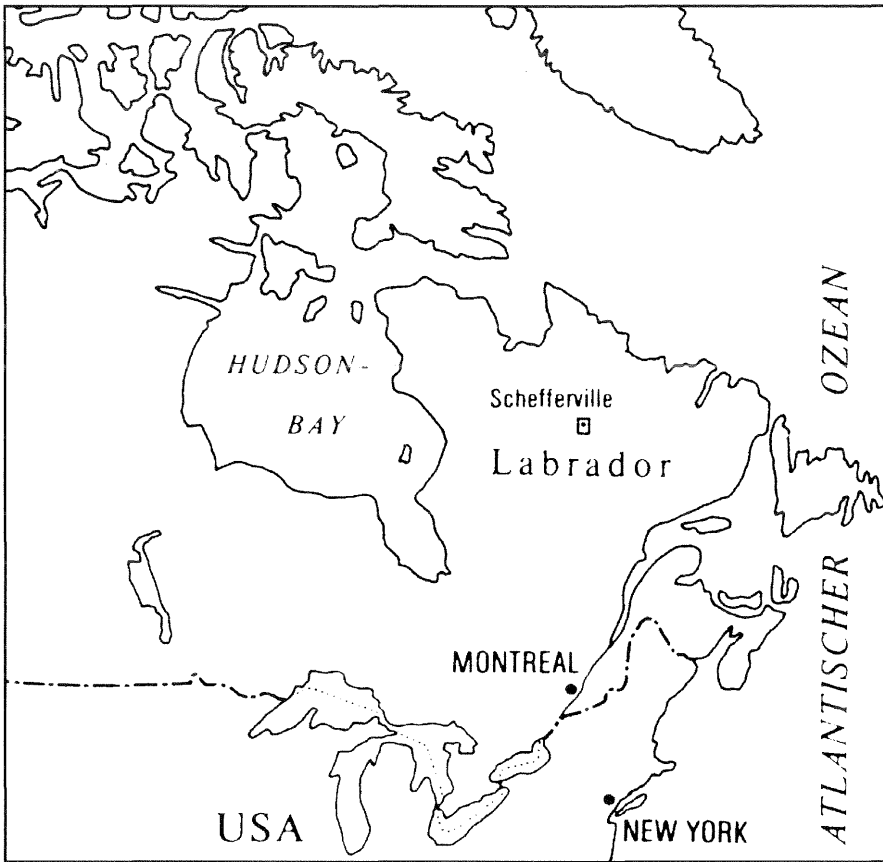 OZEAN
HUDSON-
BAY
Schefferville
Labrador
ATLANTISCHER
MONTREAL
USA
NEW YORK